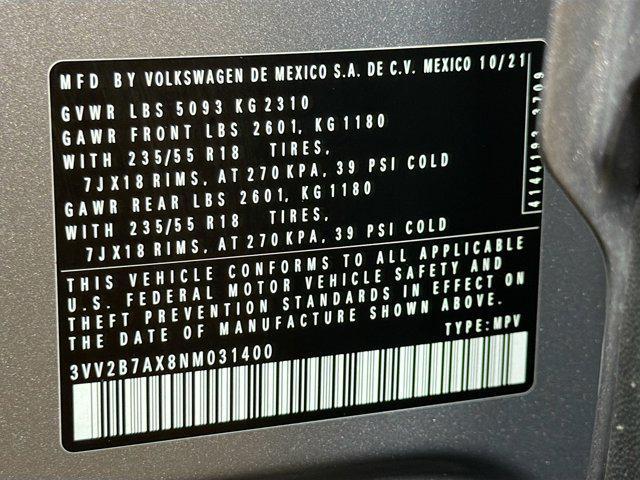 MFD BY VOLKSWAGEN DE MEXICO S.A. DE C.V. MEXICO 10/21
GVWR LBS 5093 KG 2310
GAWR FRONT LBS 2601, KG 1180
WITH 235/55 R18 TIRES,
7JX18 RIMS, AT 270 KPA, 39 PSI COLD
GAWR REAR LBS 2601, KG 1180
WITH 235/55 R18 TIRES,
7JX18 RIMS, AT 270 KPA, 39 PSI COLD
4144193 3709
THIS VEHICLE CONFORMS TO ALL APPLICABLE
U.S. FEDERAL MOTOR VEHICLE SAFETY AND
THEFT PREVENTION STANDARDS IN EFFECT ON
THE DATE OF MANUFACTURE SHOWN ABOVE.
TYPE: MPV
3VV2B7AX8NM031400